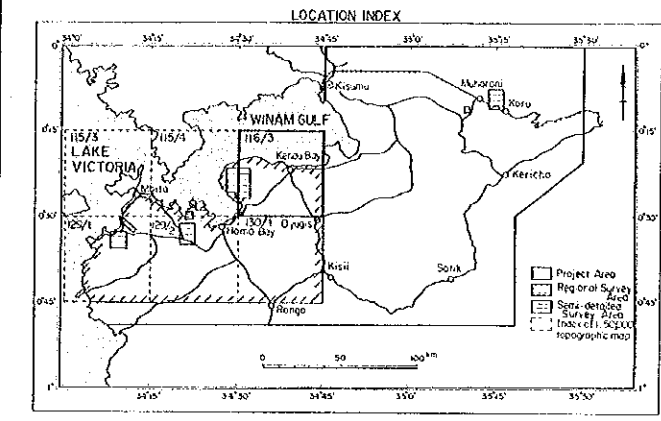 LOCATION INDEX
34°0' 34°15' 34°30' 34°45' 35°0' 35°15' 35°30'
0°
Kisumu
Muhoroni
Koru
0°15'
WINAM GULF
115/3 115/4 116/3
LAKE
VICTORIA
Kendu Bay
Mbita
Kericho
0°30'
129/1 129/2 130/1 Oyugis
Homa Bay
Kisii
Sotik
0°45'
Rongo
Project Area
Regional Survey
Area
Semi-detailed
Survey Area
Index of 1:50,000
topographic map
0 50 100km
1° 1°
34°15' 34°30' 34°45' 35°0' 35°15' 35°30'